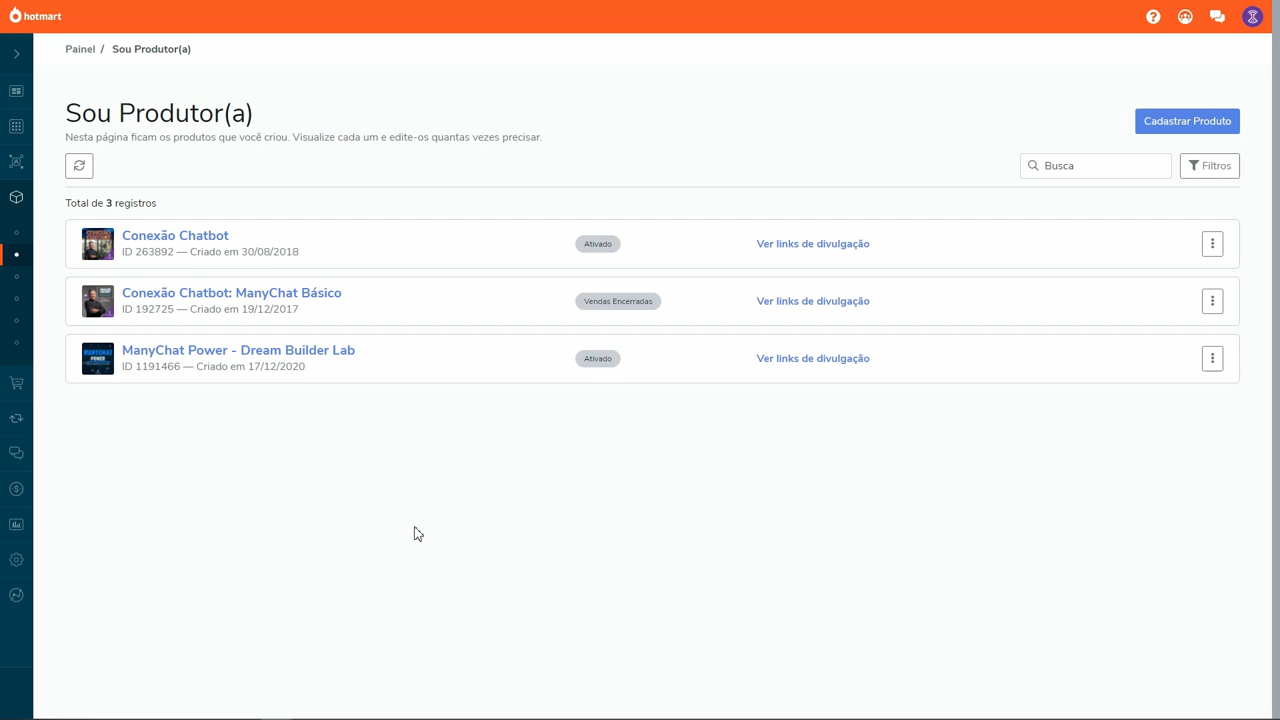 hotmart
Painel / Sou Produtor(a)
Sou Produtor(a)
Nesta página ficam os produtos que você criou. Visualize cada um e edite-os quantas vezes precisar.
Cadastrar Produto
Busca
Filtros
Total de 3 registros
Conexão Chatbot
ID 263892 — Criado em 30/08/2018
Ativado
Ver links de divulgação
Conexão Chatbot: ManyChat Básico
ID 192725 — Criado em 19/12/2017
Vendas Encerradas
Ver links de divulgação
ManyChat Power - Dream Builder Lab
ID 1191466 — Criado em 17/12/2020
Ativado
Ver links de divulgação